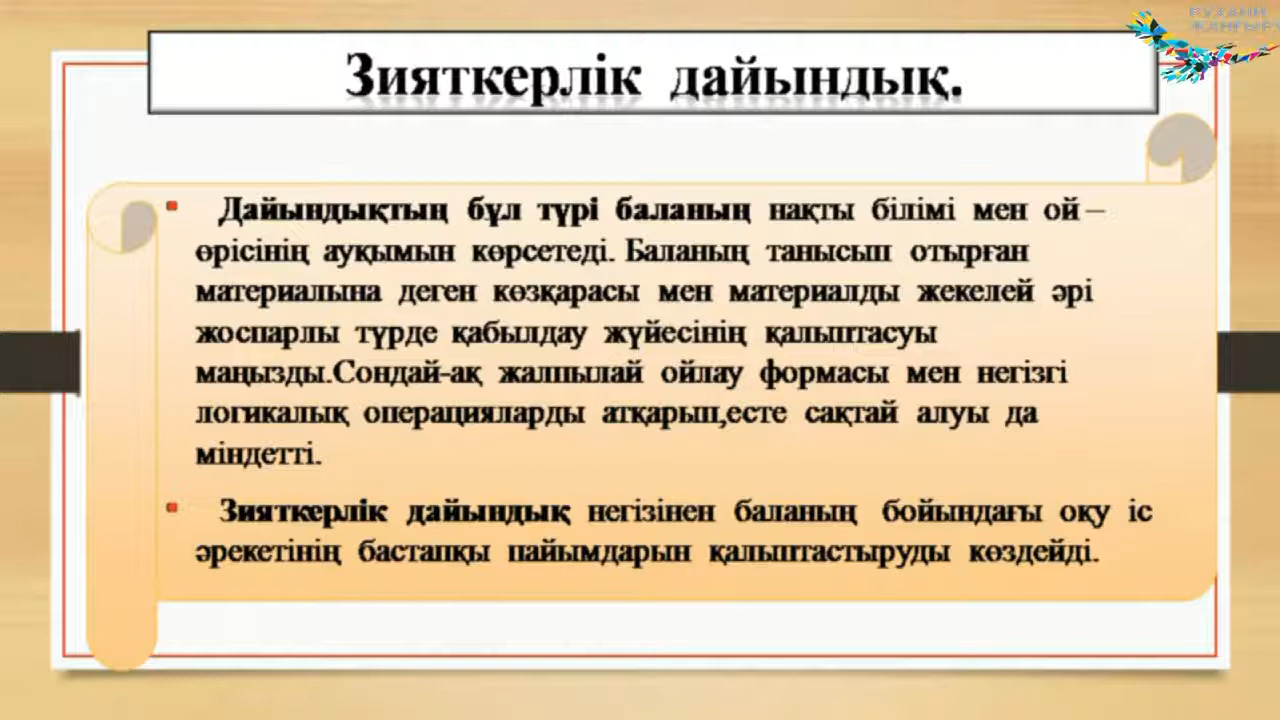 РУХАНИ
ЖАҢҒЫРУ
Зияткерлік дайындық.
Дайындықтың бұл түрі баланың нақты білімі мен ой –
өрісінің ауқымын көрсетеді. Баланың танысып отырған
материалына деген көзқарасы мен материалды жекелей әрі
жоспарлы түрде қабылдау жүйесінің қалыптасуы
маңызды.Сондай-ақ жалпылай ойлау формасы мен негізгі
логикалық операцияларды атқарып,есте сақтай алуы да
міндетті.
Зияткерлік дайындық негізінен баланың бойындағы оқу іс
әрекетінің бастапқы пайымдарын қалыптастыруды көздейді.